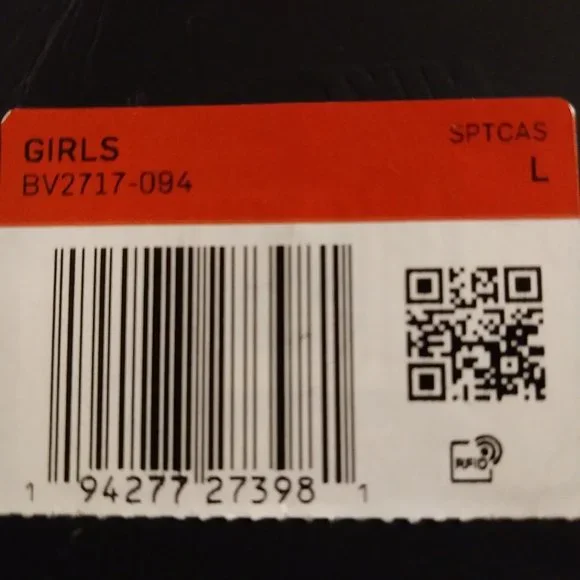 GIRLS
BV2717-094
SPTCAS
L
1 94277 27398 1
RFID